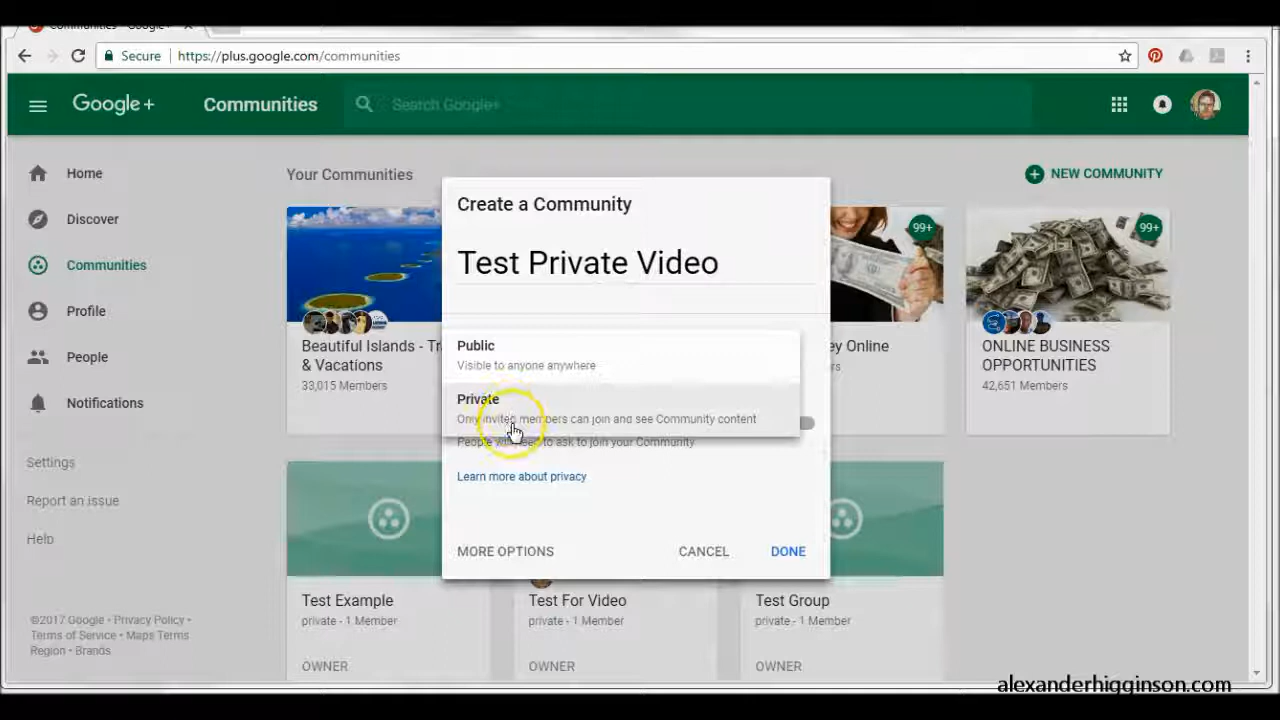 Communities - Google+
Secure https://plus.google.com/communities
Google+
Communities
Search Google+
Home
Discover
Communities
Profile
People
Notifications
Settings
Report an issue
Help
©2017 Google • Privacy Policy •
Terms of Service • Maps Terms
Region • Brands
Your Communities
NEW COMMUNITY
Beautiful Islands - Tr
& Vacations
33,015 Members
99+
ey Online
99+
ONLINE BUSINESS
OPPORTUNITIES
42,651 Members
Create a Community
Test Private Video
Public
Visible to anyone anywhere
Private
Only invited members can join and see Community content
People will need to ask to join your Community
Learn more about privacy
MORE OPTIONS
CANCEL
DONE
Test Example
private - 1 Member
OWNER
Test For Video
private - 1 Member
OWNER
Test Group
private - 1 Member
OWNER
alexanderhigginson.com